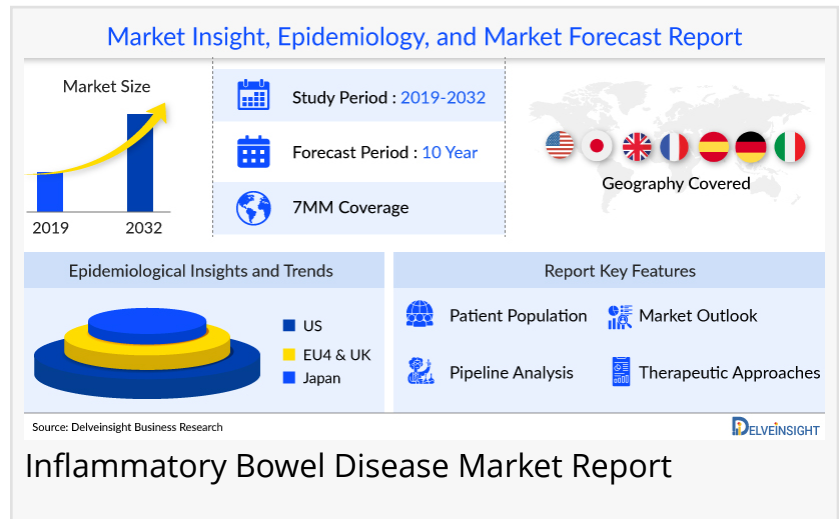 Market Insight, Epidemiology, and Market Forecast Report
Market Size
2019
2032
Study Period : 2019-2032
Forecast Period : 10 Year
7MM Coverage
Geography Covered
Epidemiological Insights and Trends
US
EU4 & UK
Japan
Report Key Features
Patient Population
Market Outlook
Pipeline Analysis
Therapeutic Approaches
Source: Delveinsight Business Research
DELVEINSIGHT
Inflammatory Bowel Disease Market Report